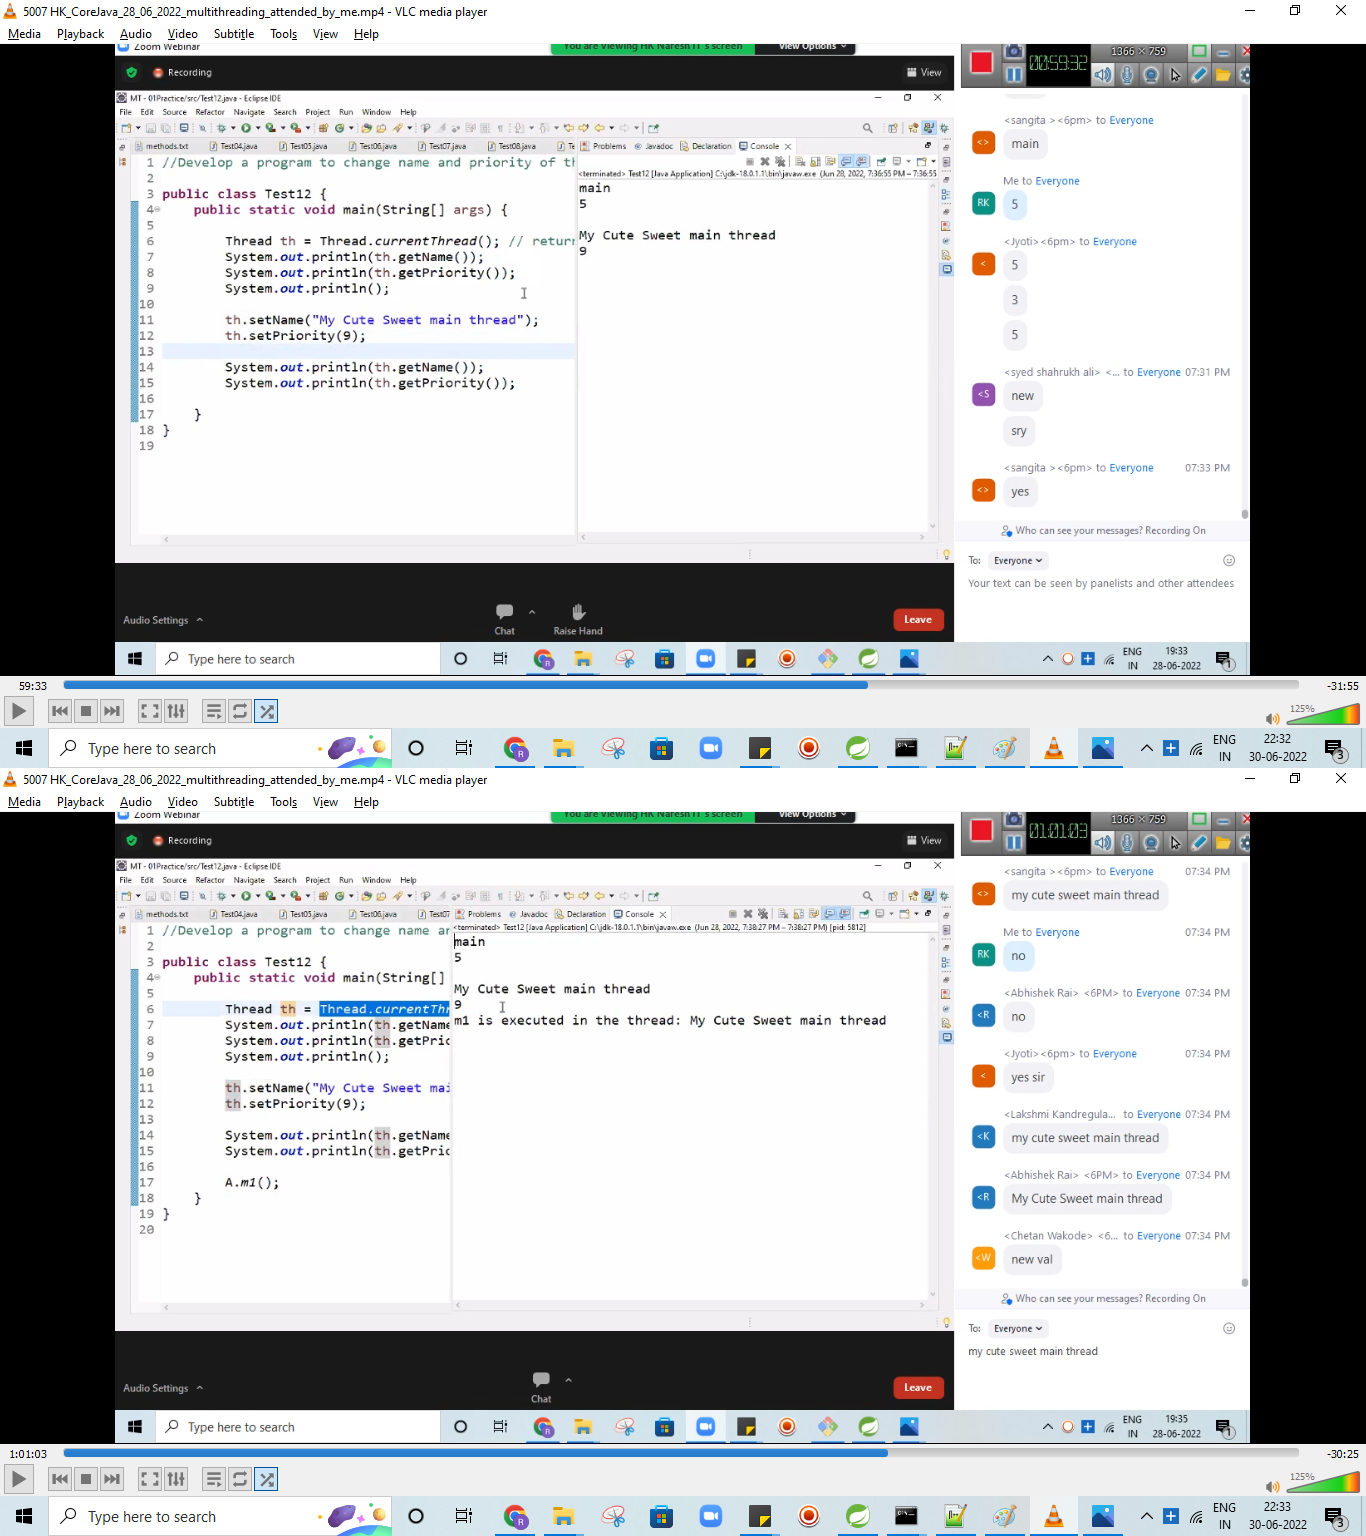 5007 HK_CoreJava_28_06_2022_multithreading_attended_by_me.mp4 - VLC media player
Media Playback Audio Video Subtitle Tools View Help
Zoom Webinar
You are viewing HK Naresh IT's screen
View Options
Recording
View
MT - 01Practice/src/Test12.java - Eclipse IDE
File Edit Source Refactor Navigate Search Project Run Window Help
methods.txt Test04.java Test05.java Test06.java Test07.java Test08.java Te
Problems Javadoc Declaration Console
<terminated> Test12 [Java Application] C:\jdk-18.0.1.1\bin\javaw.exe (Jun 28, 2022, 7:36:55 PM – 7:36:55
1 //Develop a program to change name and priority of th
2
3 public class Test12 {
4 public static void main(String[] args) {
5
6 Thread th = Thread.currentThread(); // return
7 System.out.println(th.getName());
8 System.out.println(th.getPriority());
9 System.out.println();
10
11 th.setName("My Cute Sweet main thread");
12 th.setPriority(9);
13
14 System.out.println(th.getName());
15 System.out.println(th.getPriority());
16
17 }
18 }
19
main
5
My Cute Sweet main thread
9
1366 × 759
00:59:32
<sangita ><6pm> to Everyone
<> main
Me to Everyone
RK 5
<Jyoti><6pm> to Everyone
< 5
3
5
<syed shahrukh ali> <... to Everyone 07:31 PM
<S new
sry
<sangita ><6pm> to Everyone 07:33 PM
<> yes
Who can see your messages? Recording On
To: Everyone
Your text can be seen by panelists and other attendees
Audio Settings
Chat
Raise Hand
Leave
Type here to search
ENG
IN
19:33
28-06-2022
1
59:33
-31:55
125%
Type here to search
ENG
IN
22:32
30-06-2022
3
5007 HK_CoreJava_28_06_2022_multithreading_attended_by_me.mp4 - VLC media player
Media Playback Audio Video Subtitle Tools View Help
Zoom Webinar
You are viewing HK Naresh IT's screen
View Options
Recording
View
MT - 01Practice/src/Test12.java - Eclipse IDE
File Edit Source Refactor Navigate Search Project Run Window Help
methods.txt Test04.java Test05.java Test06.java Test07
Problems Javadoc Declaration Console
<terminated> Test12 [Java Application] C:\jdk-18.0.1.1\bin\javaw.exe (Jun 28, 2022, 7:38:27 PM – 7:38:27 PM) [pid: 5812]
1 //Develop a program to change name ar
2
3 public class Test12 {
4 public static void main(String[]
5
6 Thread th = Thread.currentThr
7 System.out.println(th.getName
8 System.out.println(th.getPric
9 System.out.println();
10
11 th.setName("My Cute Sweet mai
12 th.setPriority(9);
13
14 System.out.println(th.getName
15 System.out.println(th.getPric
16
17 A.m1();
18 }
19 }
20
main
5
My Cute Sweet main thread
9
m1 is executed in the thread: My Cute Sweet main thread
1366 × 759
01:01:03
<sangita ><6pm> to Everyone 07:34 PM
<> my cute sweet main thread
Me to Everyone 07:34 PM
RK no
<Abhishek Rai> <6PM> to Everyone 07:34 PM
<R no
<Jyoti><6pm> to Everyone 07:34 PM
< yes sir
<Lakshmi Kandregula... to Everyone 07:34 PM
<K my cute sweet main thread
<Abhishek Rai> <6PM> to Everyone 07:34 PM
<R My Cute Sweet main thread
<Chetan Wakode> <6... to Everyone 07:34 PM
<W new val
Who can see your messages? Recording On
To: Everyone
my cute sweet main thread
Audio Settings
Chat
Leave
Type here to search
ENG
IN
19:35
28-06-2022
1
1:01:03
-30:25
125%
Type here to search
ENG
IN
22:33
30-06-2022
3